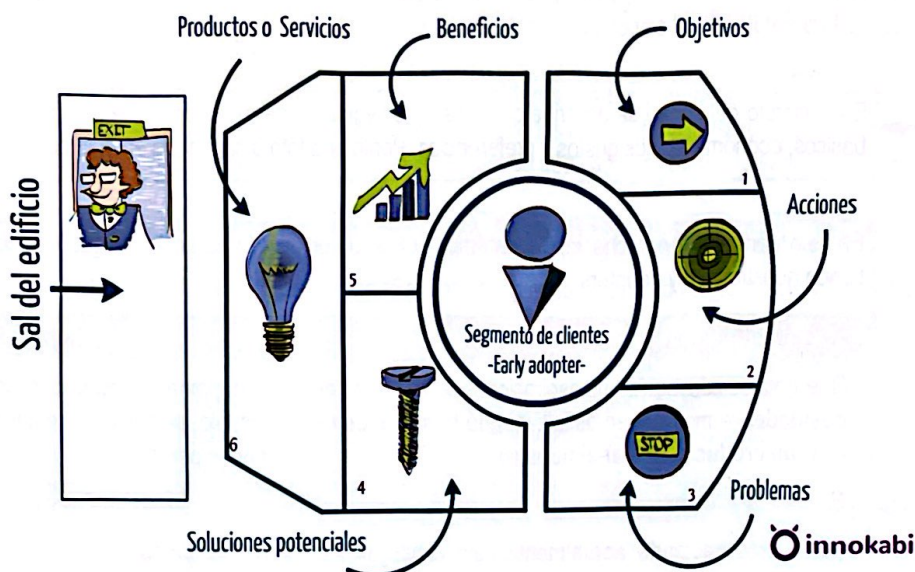 Productos o Servicios
Beneficios
Objetivos
EXIT
1
Acciones
Sal del edificio
5
Segmento de clientes
-Early adopter-
2
6
4
STOP
3
Problemas
Soluciones potenciales
innokabi